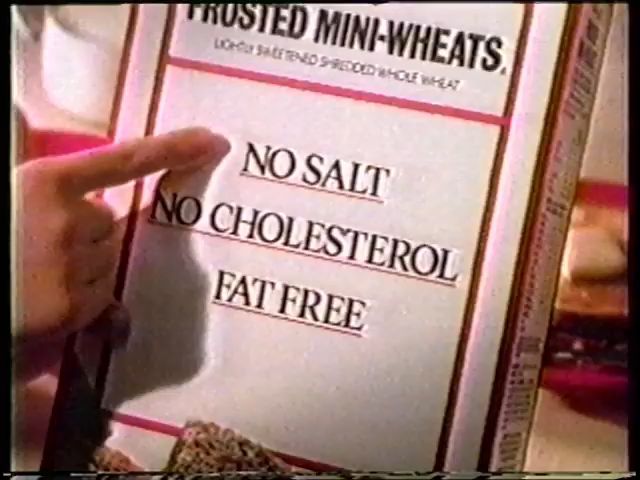 FROSTED MINI-WHEATS.
LIGHTLY SWEETENED SHREDDED WHOLE WHEAT
NO SALT
NO CHOLESTEROL
FAT FREE